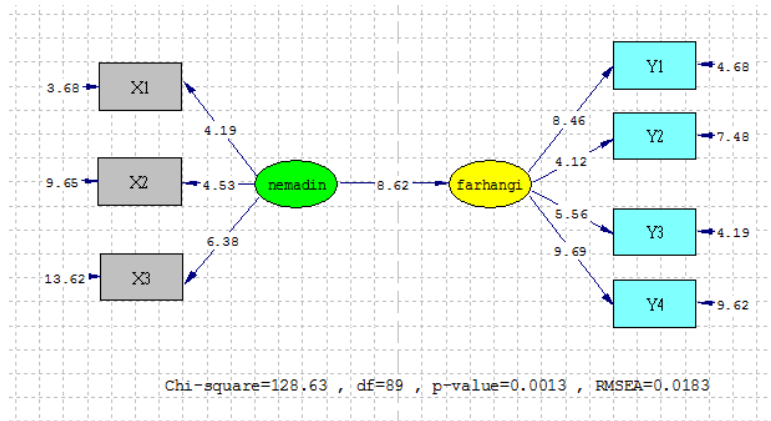 3.68 X1
4.19
9.65 X2 4.53 nemadin 8.62 farhangi
6.38
13.62 X3
Y1 4.68
8.46
Y2 7.48
4.12
5.56
Y3 4.19
9.69
Y4 9.62
Chi-square=128.63 , df=89 , p-value=0.0013 , RMSEA=0.0183